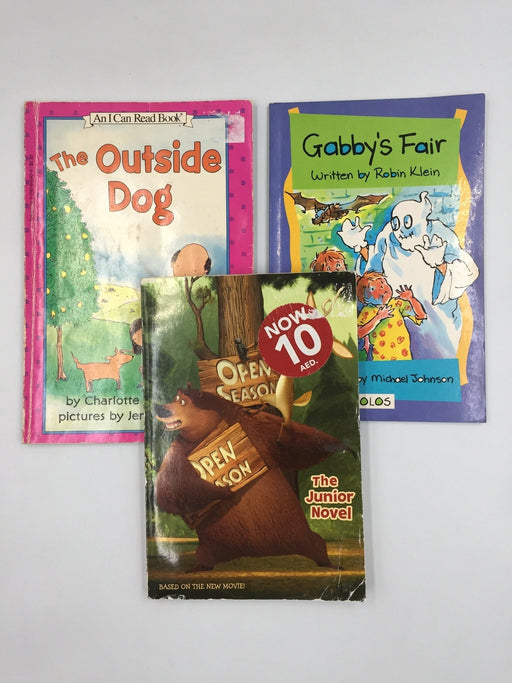 An I Can Read Book®
The Outside
Dog
by Charlotte
pictures by Jer
Gabby's Fair
Written by Robin Klein
by Michael Johnson
OLOS
NOW
10
AED.
OPEN
SEASON
OPEN
SEASON
The
Junior
Novel
BASED ON THE NEW MOVIE!